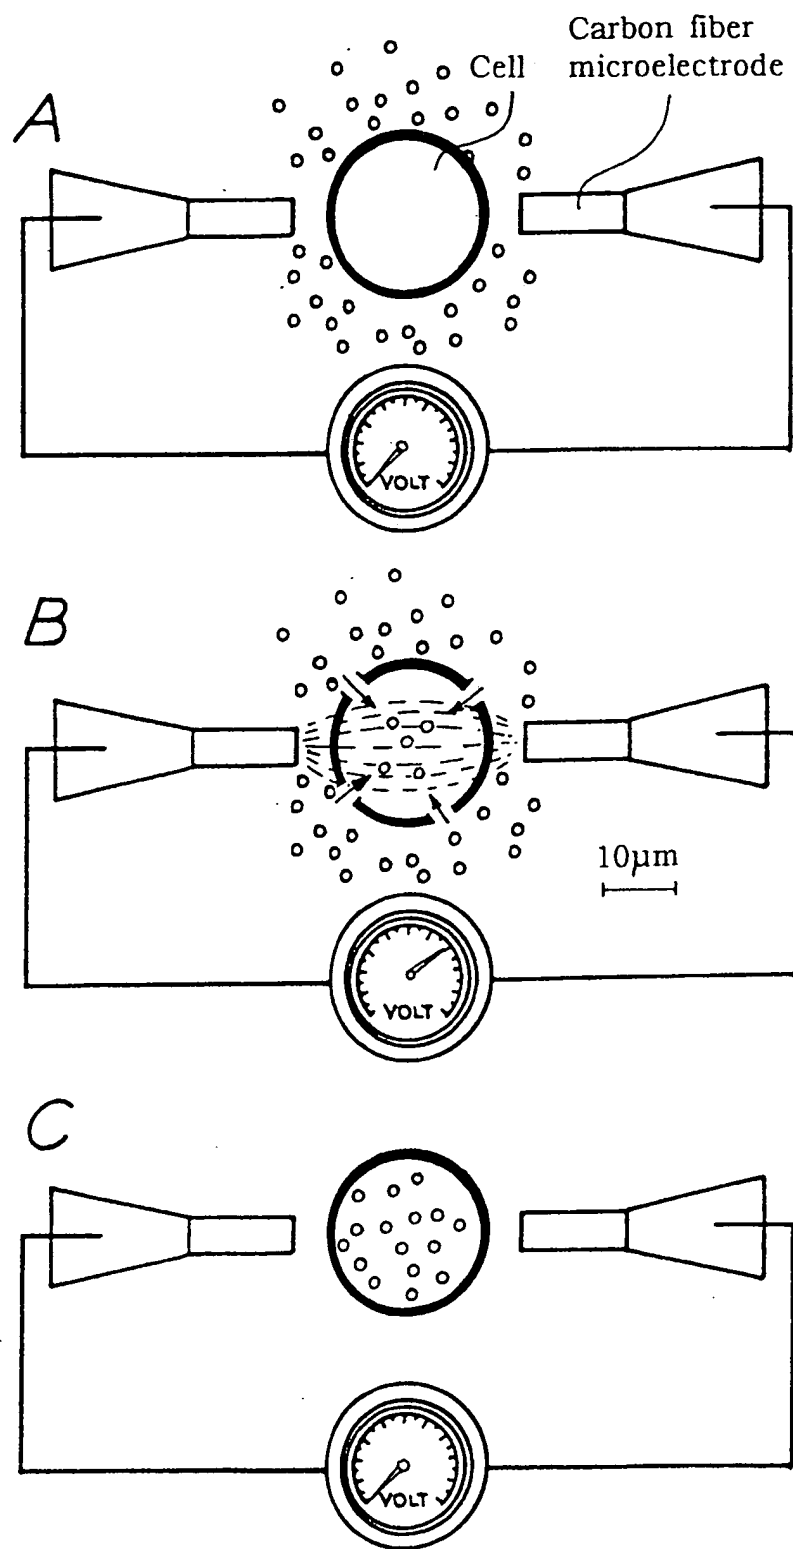 Carbon fiber
Cell microelectrode
A
VOLT
B
10μm
VOLT
C
VOLT